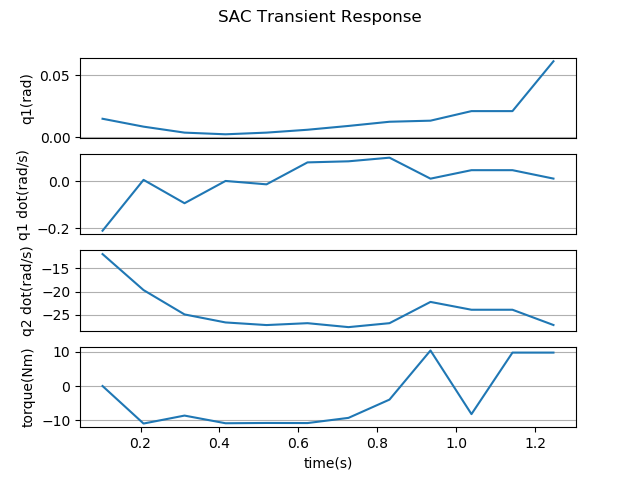 SAC Transient Response
q1(rad)
0.05
0.00
q1 dot(rad/s)
0.0
−0.2
q2 dot(rad/s)
−15
−20
−25
torque(Nm)
10
0
−10
0.2 0.4 0.6 0.8 1.0 1.2
time(s)